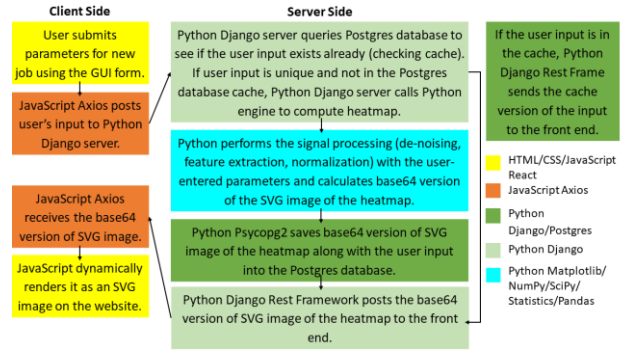 Client Side
Server Side
User submits
parameters for new
job using the GUI form.
JavaScript Axios posts
user's input to Python
Django server.
Python Django server queries Postgres database to
see if the user input exists already (checking cache).
If user input is unique and not in the Postgres
database cache, Python Django server calls Python
engine to compute heatmap.
If the user input is in
the cache, Python
Django Rest Frame
sends the cache
version of the input
to the front end.
Python performs the signal processing (de-noising,
feature extraction, normalization) with the user-
entered parameters and calculates base64 version
of the SVG image of the heatmap.
JavaScript Axios
receives the base64
version of SVG image.
Python Psycopg2 saves base64 version of SVG
image of the heatmap along with the user input
into the Postgres database.
JavaScript dynamically
renders it as an SVG
image on the website.
Python Django Rest Framework posts the base64
version of SVG image of the heatmap to the front
end.
HTML/CSS/JavaScript
React
JavaScript Axios
Python
Django/Postgres
Python Django
Python Matplotlib/
NumPy/SciPy/
Statistics/Pandas